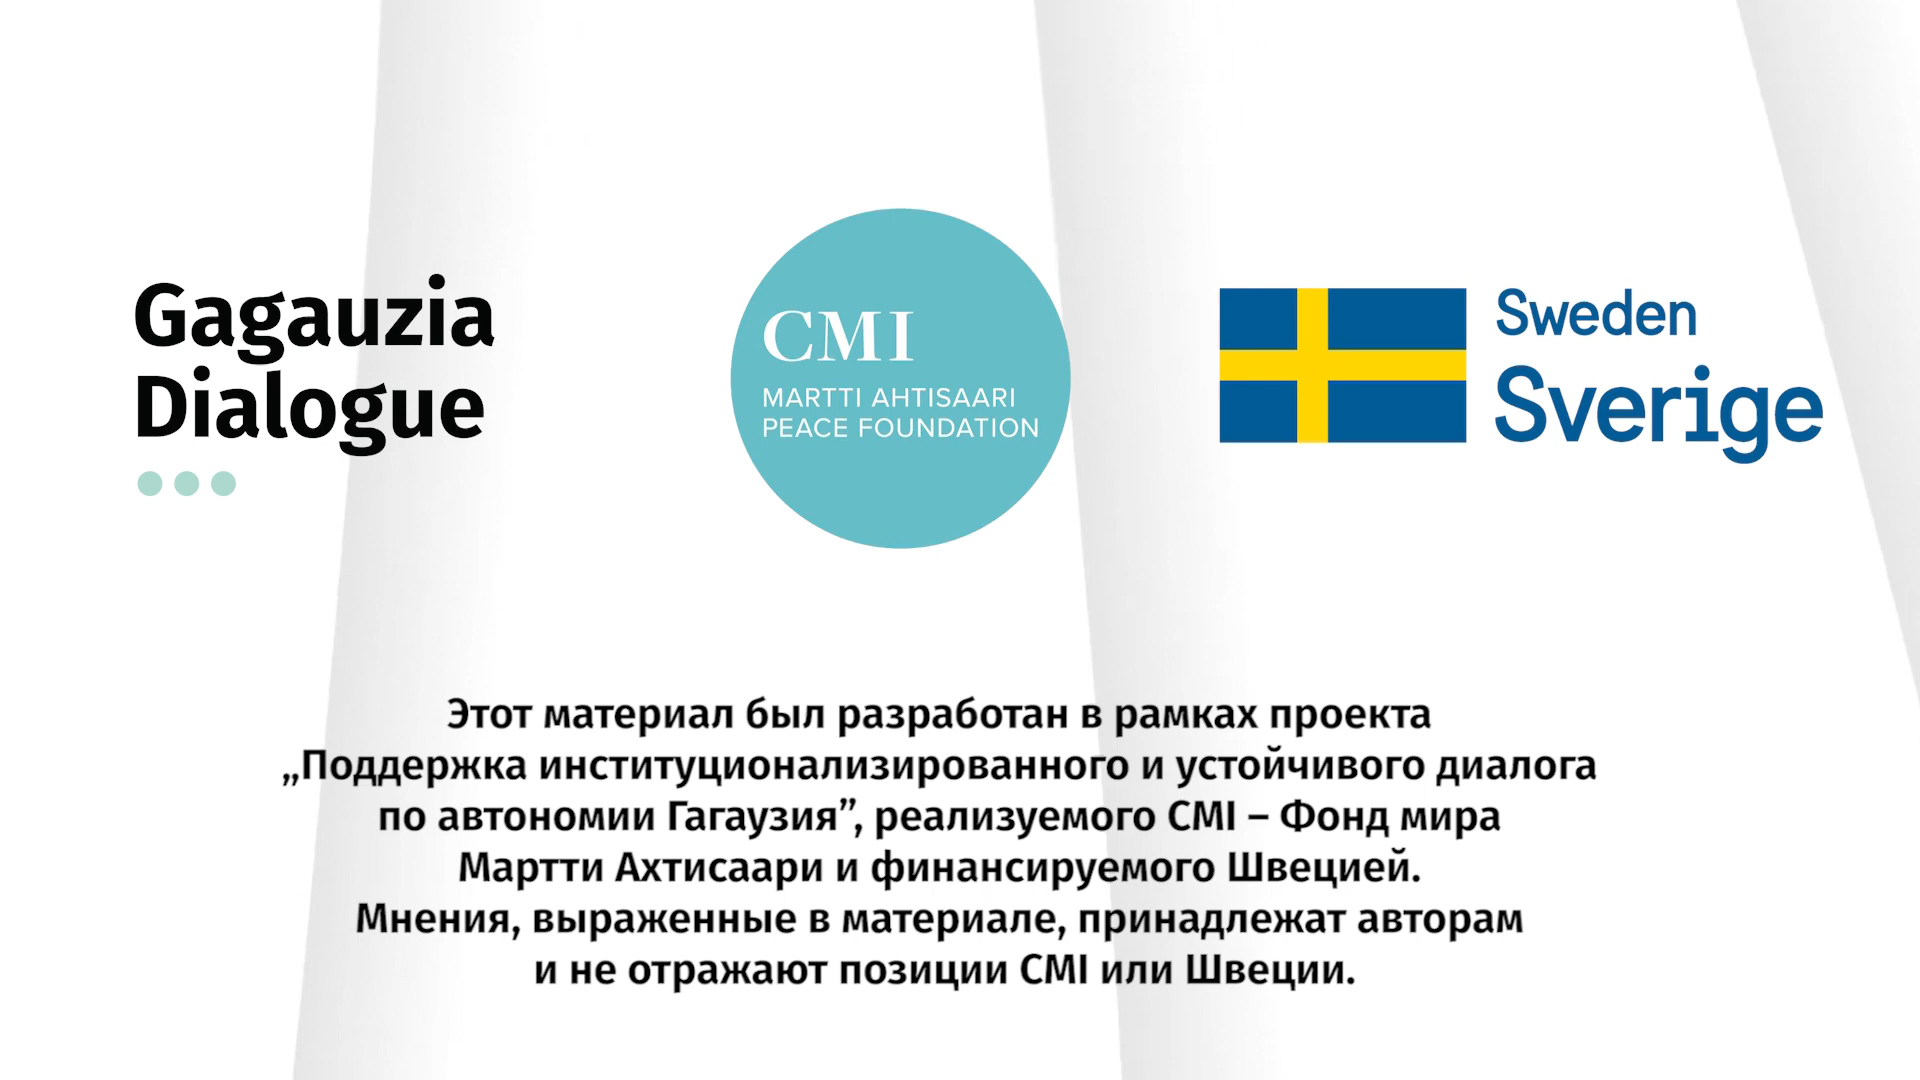 Gagauzia
Dialogue
CMI
MARTTI AHTISAARI
PEACE FOUNDATION
Sweden
Sverige
Этот материал был разработан в рамках проекта
„Поддержка институционализированного и устойчивого диалога
по автономии Гагаузия”, реализуемого CMI – Фонд мира
Мартти Ахтисаари и финансируемого Швецией.
Мнения, выраженные в материале, принадлежат авторам
и не отражают позиции CMI или Швеции.